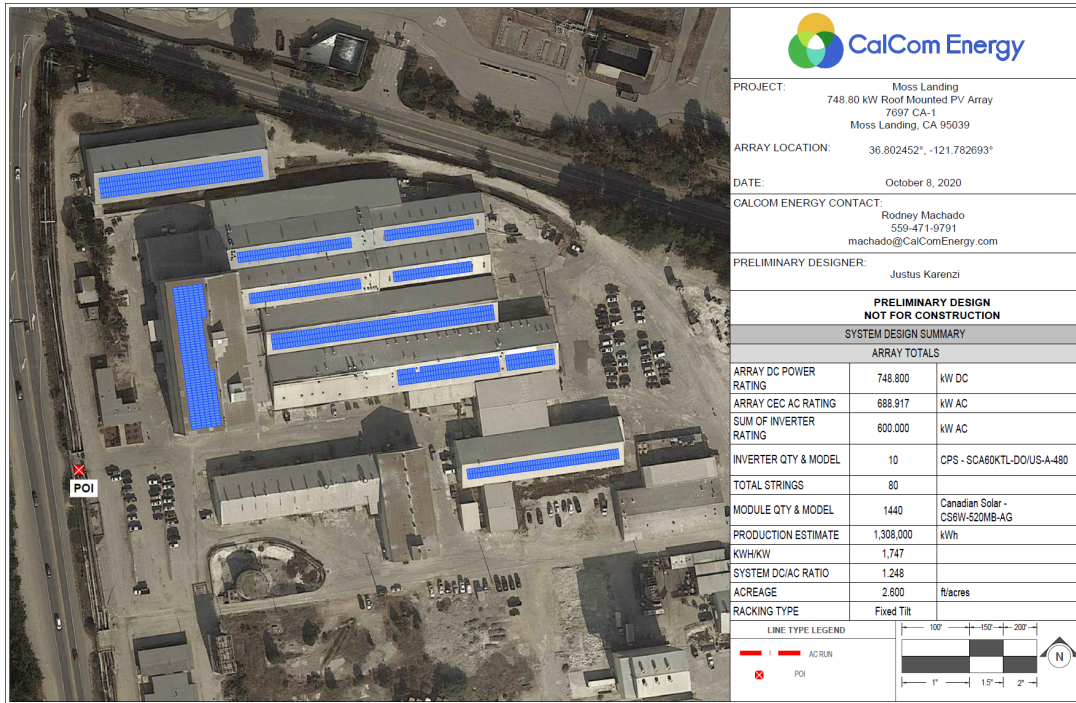 POI
CalCom Energy
PROJECT: Moss Landing
748.80 kW Roof Mounted PV Array
7697 CA-1
Moss Landing, CA 95039
ARRAY LOCATION: 36.802452°, -121.782693°
DATE: October 8, 2020
CALCOM ENERGY CONTACT:
Rodney Machado
559-471-9791
machado@CalComEnergy.com
PRELIMINARY DESIGNER:
Justus Karenzi
PRELIMINARY DESIGN
NOT FOR CONSTRUCTION
SYSTEM DESIGN SUMMARY
ARRAY TOTALS
ARRAY DC POWER RATING 748.800 kW DC
ARRAY CEC AC RATING 688.917 kW AC
SUM OF INVERTER RATING 600.000 kW AC
INVERTER QTY & MODEL 10 CPS - SCA60KTL-DO/US-A-480
TOTAL STRINGS 80
MODULE QTY & MODEL 1440 Canadian Solar - CS6W-520MB-AG
PRODUCTION ESTIMATE 1,308,000 kWh
KWH/KW 1,747
SYSTEM DC/AC RATIO 1.248
ACREAGE 2.600 ft/acres
RACKING TYPE Fixed Tilt
LINE TYPE LEGEND
AC RUN
POI
100' 150' 200'
1" 1.5" 2"
N